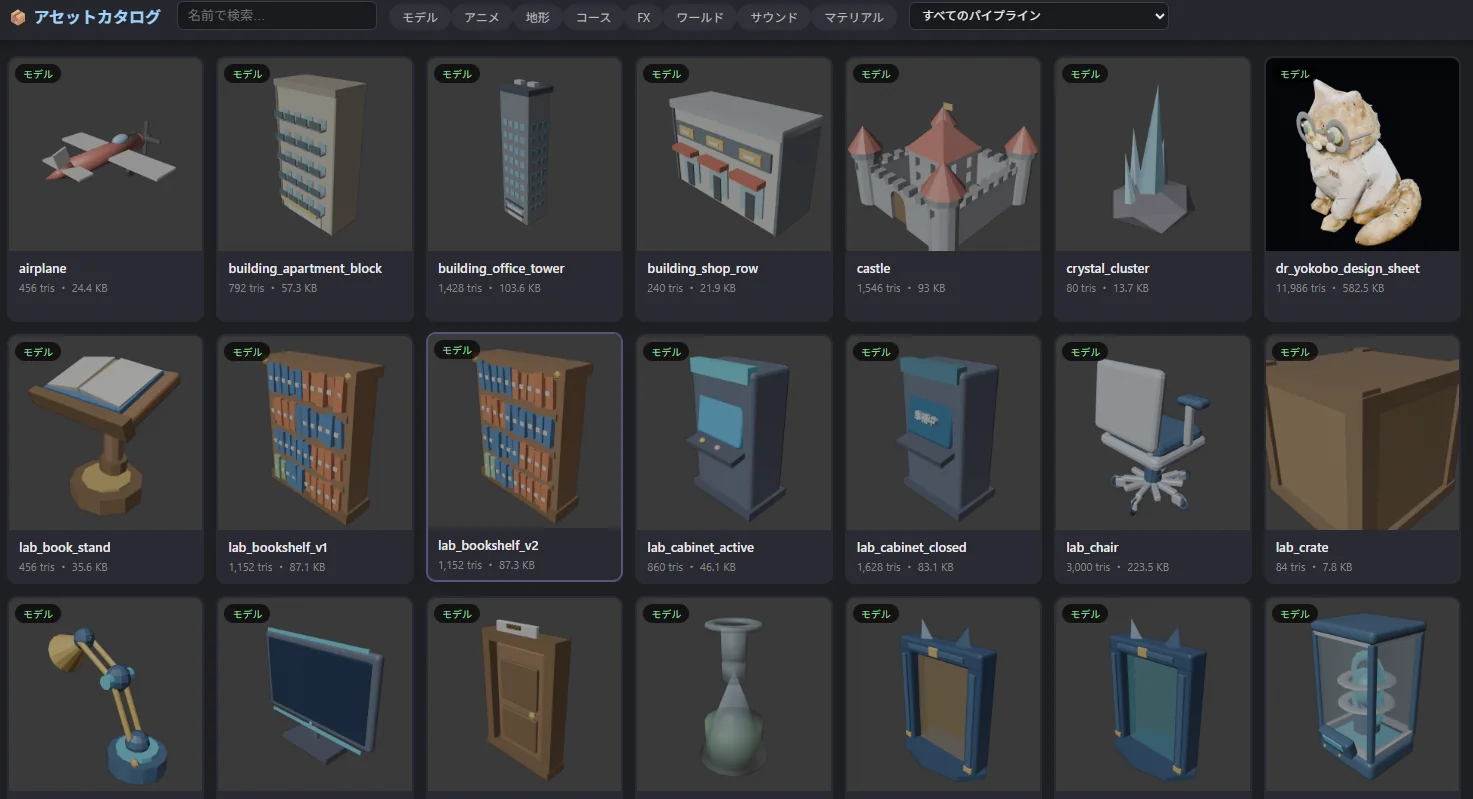 アセットカタログ 名前で検索… モデル アニメ 地形 コース FX ワールド サウンド マテリアル すべてのパイプライン
モデル モデル モデル モデル モデル モデル モデル
airplane building_apartment_block building_office_tower building_shop_row castle crystal_cluster dr_yokobo_design_sheet
456 tris • 24.4 KB 792 tris • 57.3 KB 1,428 tris • 103.6 KB 240 tris • 21.9 KB 1,546 tris • 93 KB 80 tris • 13.7 KB 11,986 tris • 582.5 KB
モデル モデル モデル モデル モデル モデル モデル
lab_book_stand lab_bookshelf_v1 lab_bookshelf_v2 lab_cabinet_active lab_cabinet_closed lab_chair lab_crate
456 tris • 35.6 KB 1,152 tris • 87.1 KB 1,152 tris • 87.3 KB 860 tris • 46.1 KB 1,628 tris • 83.1 KB 3,000 tris • 223.5 KB 84 tris • 7.8 KB
モデル モデル モデル モデル モデル モデル モデル